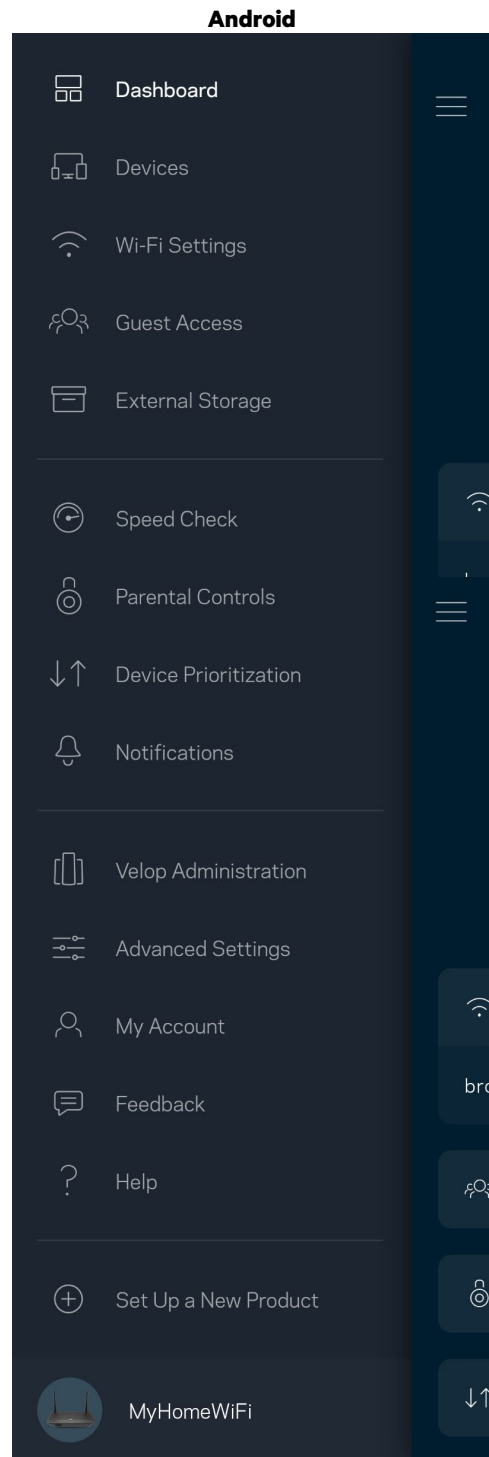 Android
Dashboard
Devices
Wi-Fi Settings
Guest Access
External Storage
Speed Check
Parental Controls
Device Prioritization
Notifications
Velop Administration
Advanced Settings
My Account
Feedback
bro
Help
Set Up a New Product
MyHomeWiFi